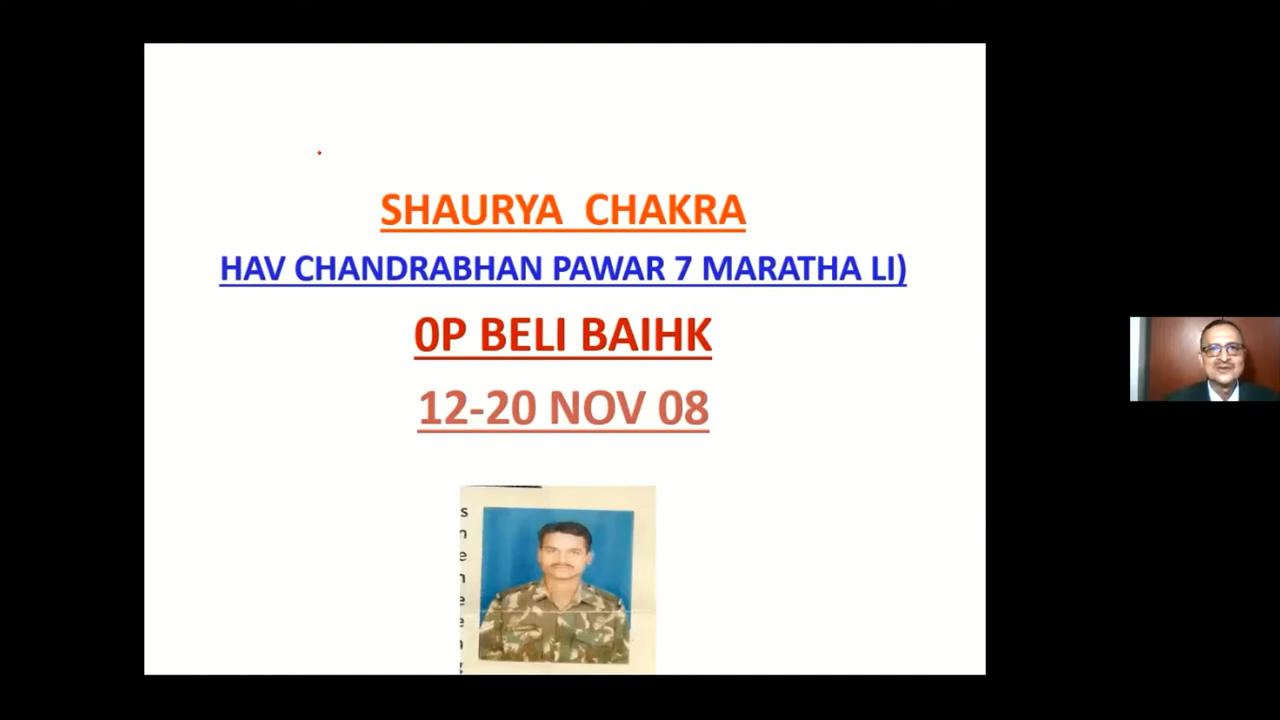 SHAURYA CHAKRA
HAV CHANDRABHAN PAWAR 7 MARATHA LI)
0P BELI BAIHK
12-20 NOV 08
s
n
e
n
e
e